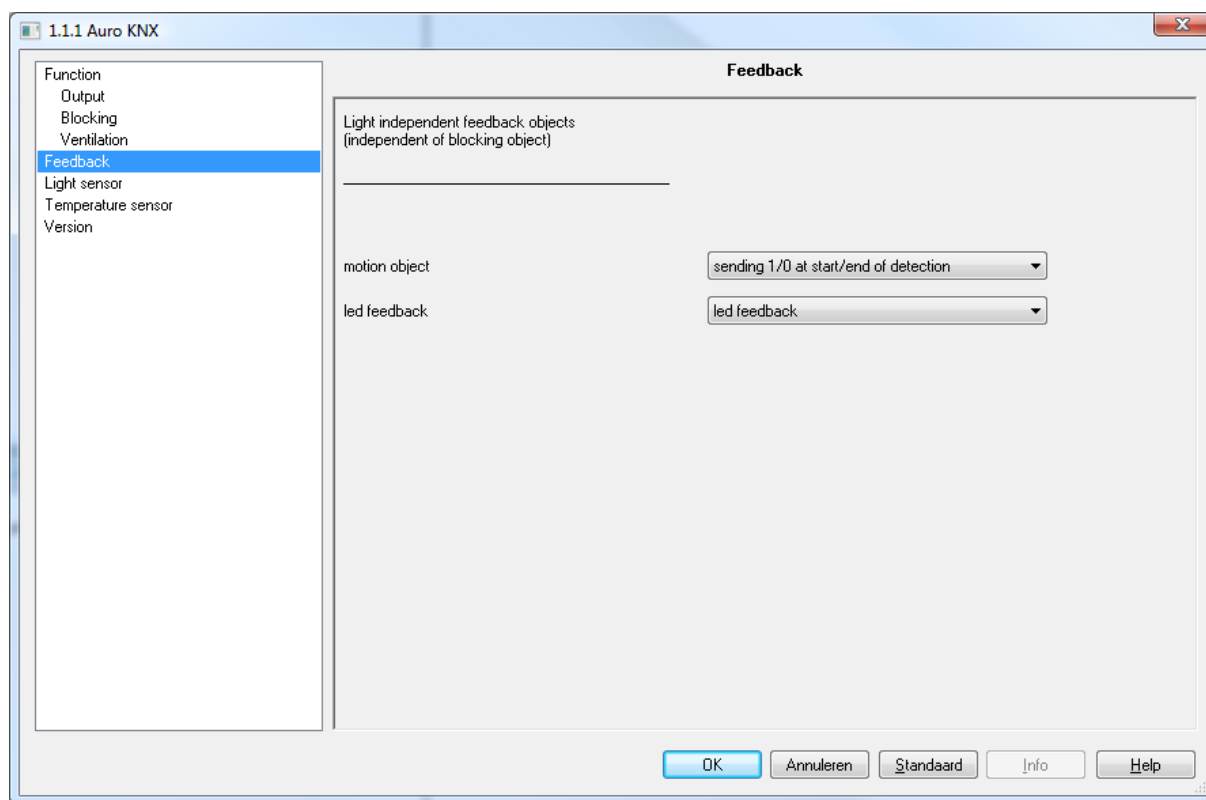 1.1.1 Auro KNX
Function
Output
Blocking
Ventilation
Feedback
Light sensor
Temperature sensor
Version
Feedback
Light independent feedback objects
(independent of blocking object)
motion object
sending 1/0 at start/end of detection
led feedback
led feedback
OK
Annuleren
Standaard
Info
Help